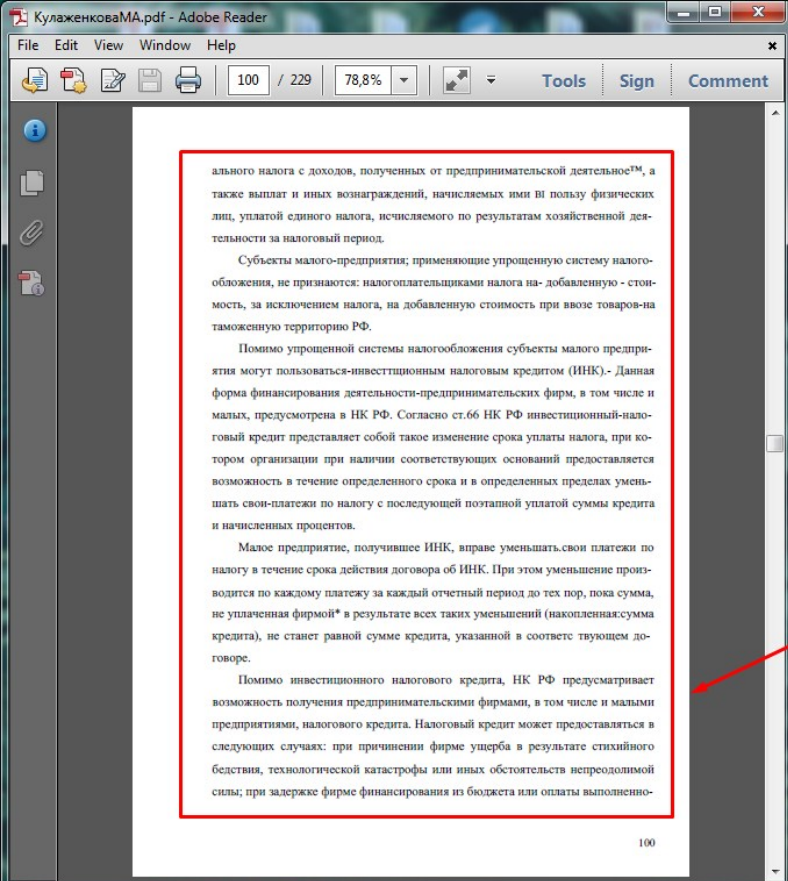 КулаженковаМА.pdf - Adobe Reader
File Edit View Window Help
100 / 229 78,8% Tools Sign Comment
ального налога с доходов, полученных от предпринимательской деятельное™, а
также выплат и иных вознаграждений, начисляемых ими BI пользу физических
лиц, уплатой единого налога, исчисляемого по результатам хозяйственной дея-
тельности за налоговый период.
Субъекты малого-предприятия; применяющие упрощенную систему налого-
обложения, не признаются: налогоплательщиками налога на- добавленную - стои-
мость, за исключением налога, на добавленную стоимость при ввозе товаров-на
таможенную территорию РФ.
Помимо упрощенной системы налогообложения субъекты малого предпри-
ятия могут пользоваться-инвесттщионным налоговым кредитом (ИНК).- Данная
форма финансирования деятельности-предпринимательских фирм, в том числе и
малых, предусмотрена в НК РФ. Согласно ст.66 НК РФ инвестиционный-нало-
говый кредит представляет собой такое изменение срока уплаты налога, при ко-
тором организации при наличии соответствующих оснований предоставляется
возможность в течение определенного срока и в определенных пределах умень-
шать свои-платежи по налогу с последующей поэтапной уплатой суммы кредита
и начисленных процентов.
Малое предприятие, получившее ИНК, вправе уменьшать.свои платежи по
налогу в течение срока действия договора об ИНК. При этом уменьшение произ-
водится по каждому платежу за каждый отчетный период до тех пор, пока сумма,
не уплаченная фирмой* в результате всех таких уменьшений (накопленная:сумма
кредита), не станет равной сумме кредита, указанной в соответс твующем до-
говоре.
Помимо инвестиционного налогового кредита, НК РФ предусматривает
возможность получения предпринимательскими фирмами, в том числе и малыми
предприятиями, налогового кредита. Налоговый кредит может предоставляться в
следующих случаях: при причинении фирме ущерба в результате стихийного
бедствия, технологической катастрофы или иных обстоятельств непреодолимой
силы; при задержке фирме финансирования из бюджета или оплаты выполненно-
100